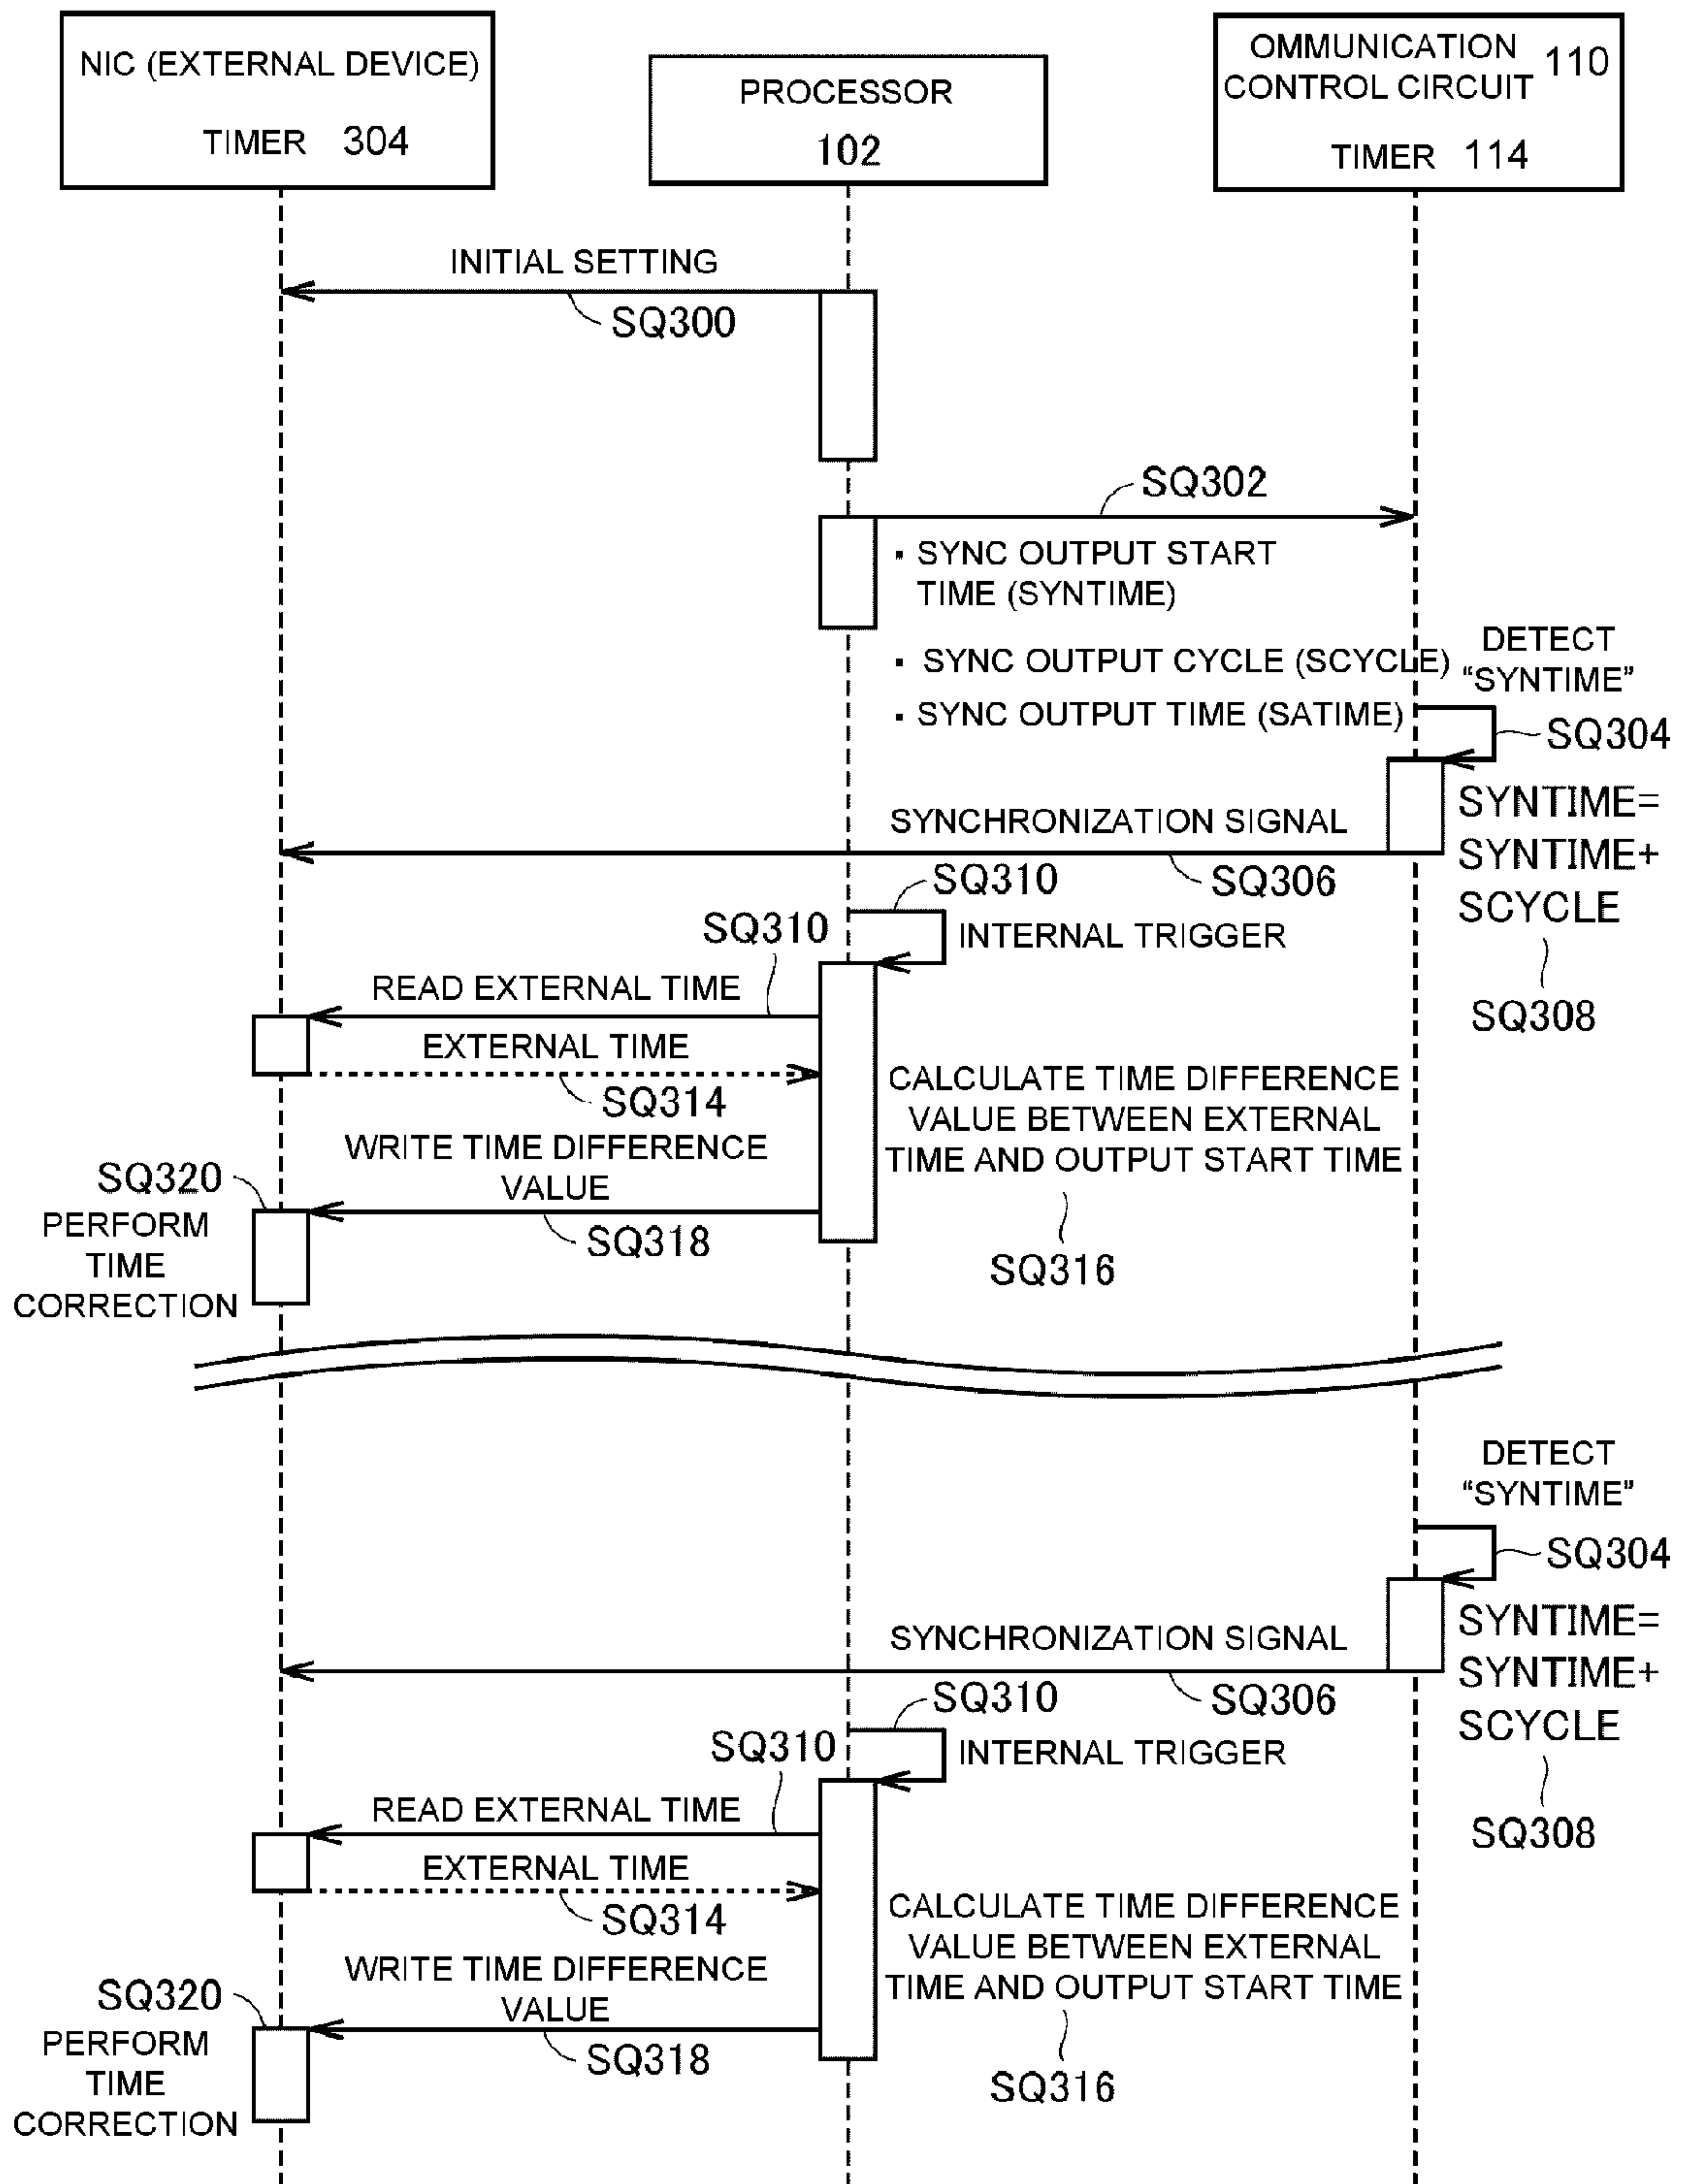 NIC (EXTERNAL DEVICE)
TIMER 304
PROCESSOR
102
OMMUNICATION
CONTROL CIRCUIT 110
TIMER 114
INITIAL SETTING
SQ300
SQ302
▪ SYNC OUTPUT START
TIME (SYNTIME)
▪ SYNC OUTPUT CYCLE (SCYCLE)
▪ SYNC OUTPUT TIME (SATIME)
DETECT
“SYNTIME”
SQ304
SYNTIME=
SYNTIME+
SCYCLE
SQ308
SYNCHRONIZATION SIGNAL
SQ306
SQ310
INTERNAL TRIGGER
SQ310
READ EXTERNAL TIME
EXTERNAL TIME
SQ314
CALCULATE TIME DIFFERENCE
VALUE BETWEEN EXTERNAL
TIME AND OUTPUT START TIME
SQ316
WRITE TIME DIFFERENCE
VALUE
SQ318
SQ320
PERFORM
TIME
CORRECTION
DETECT
“SYNTIME”
SQ304
SYNTIME=
SYNTIME+
SCYCLE
SQ308
SYNCHRONIZATION SIGNAL
SQ306
SQ310
INTERNAL TRIGGER
SQ310
READ EXTERNAL TIME
EXTERNAL TIME
SQ314
CALCULATE TIME DIFFERENCE
VALUE BETWEEN EXTERNAL
TIME AND OUTPUT START TIME
SQ316
WRITE TIME DIFFERENCE
VALUE
SQ318
SQ320
PERFORM
TIME
CORRECTION